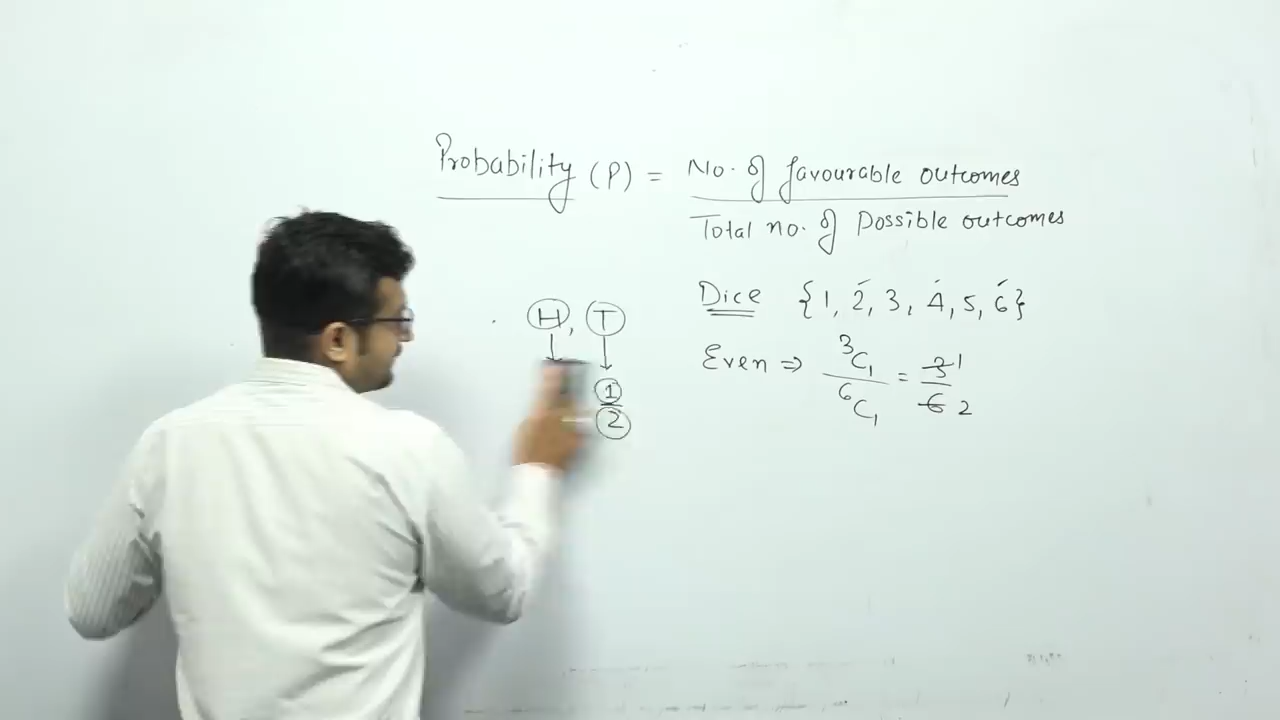 Probability (P) = No. of favourable outcomes
Total no. of Possible outcomes
Dice {1, 2, 3, 4, 5, 6}
H, T
1
2
Even ⇒ ³C₁ / ⁶C₁ = 3 1 / 6 2